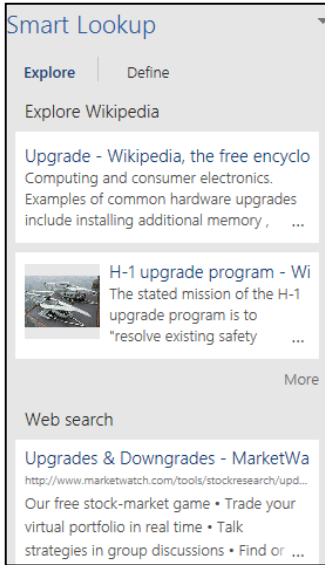 Smart Lookup
Explore
Define
Explore Wikipedia
Upgrade - Wikipedia, the free encyclo
Computing and consumer electronics.
Examples of common hardware upgrades
include installing additional memory , ...
H-1 upgrade program - Wi
The stated mission of the H-1
upgrade program is to
"resolve existing safety ...
More
Web search
Upgrades & Downgrades - MarketWa
http://www.marketwatch.com/tools/stockresearch/upd...
Our free stock-market game • Trade your
virtual portfolio in real time • Talk
strategies in group discussions • Find or ...